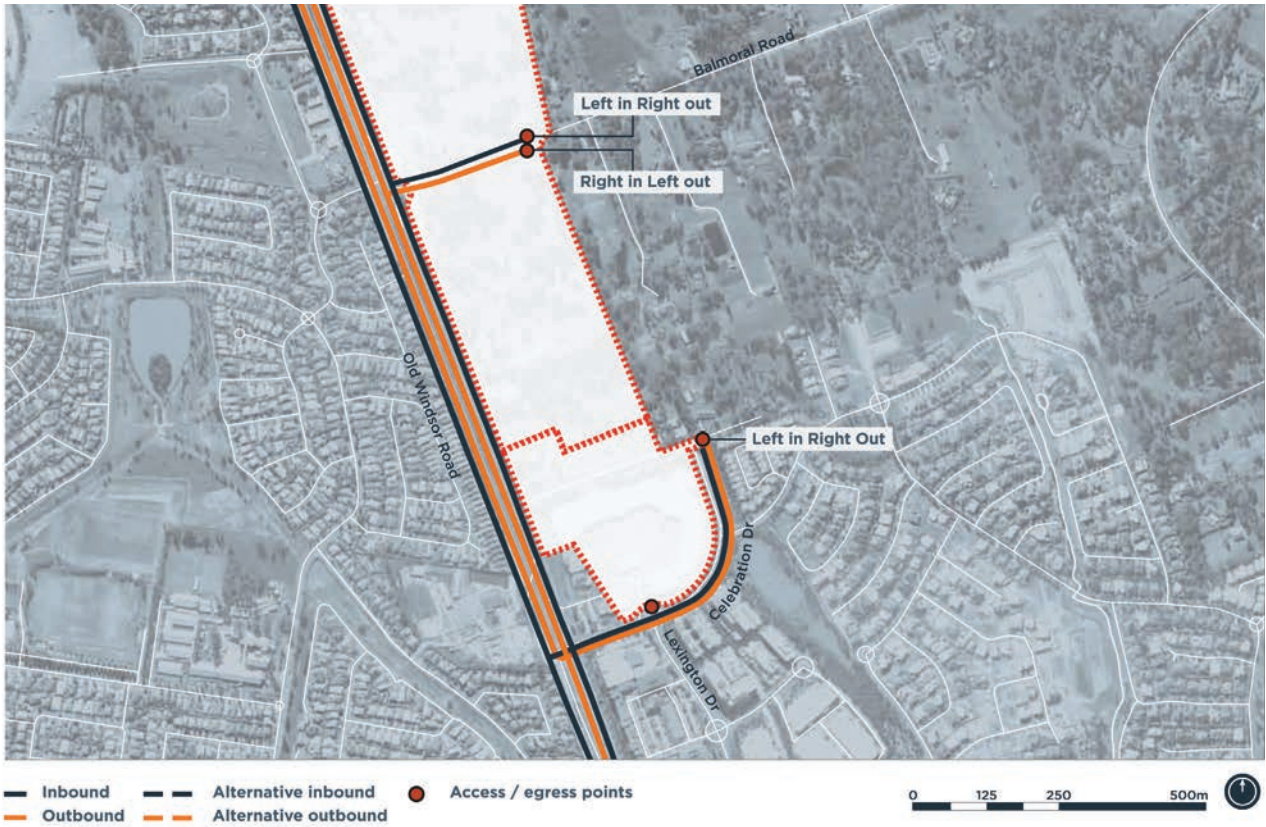 Balmoral Road
Left in Right out
Right in Left out
Old Windsor Road
Left in Right Out
Celebration Dr
Lexington Dr
Inbound
Alternative inbound
Access / egress points
Outbound
Alternative outbound
0 125 250 500m